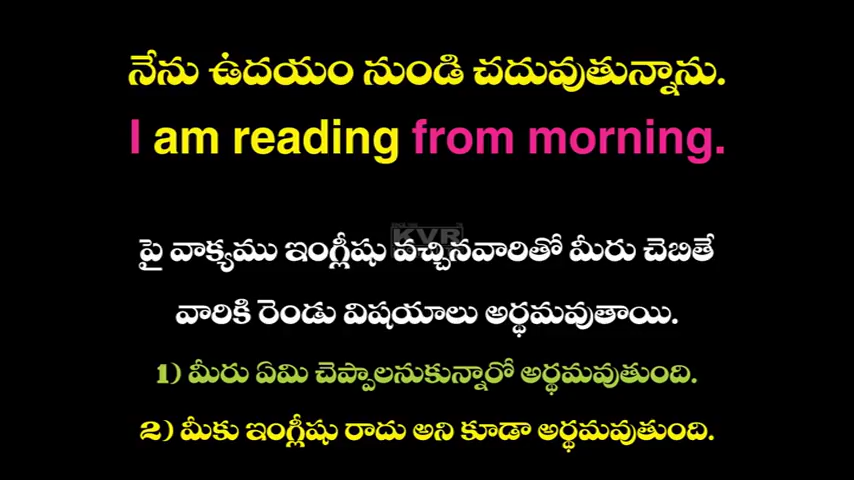 నేను ఉదయం నుండి చదువుతున్నాను.
I am reading from morning.
KVR
పై వాక్యము ఇంగ్లీషు వచ్చినవారితో మీరు చెబితే
వారికి రెండు విషయాలు అర్థమవుతాయి.
1) మీరు ఏమి చెప్పాలనుకున్నారో అర్థమవుతుంది.
2) మీకు ఇంగ్లీషు రాదు అని కూడా అర్థమవుతుంది.